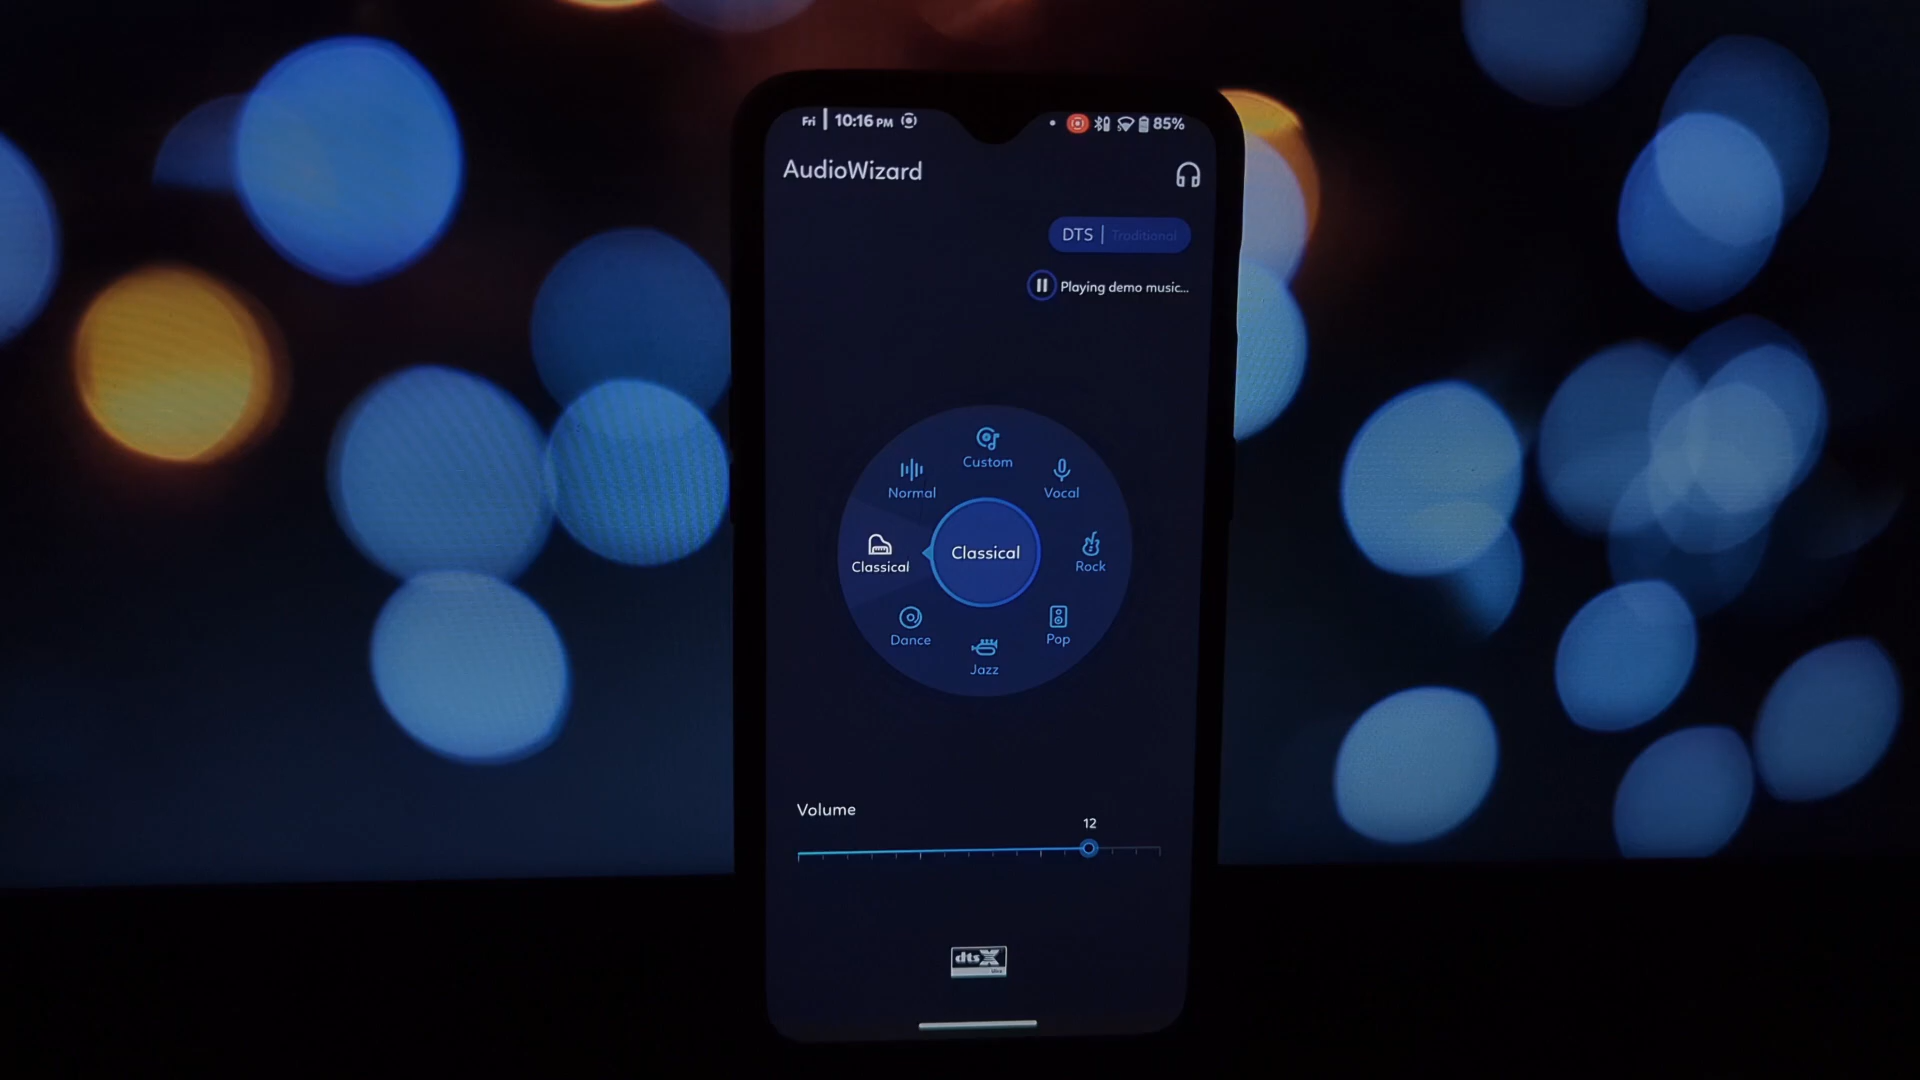 Fri | 10:16 PM
85%
AudioWizard
DTS | Traditional
Playing demo music...
Custom
Normal
Vocal
Classical
Classical
Rock
Dance
Pop
Jazz
Volume
12
dts X